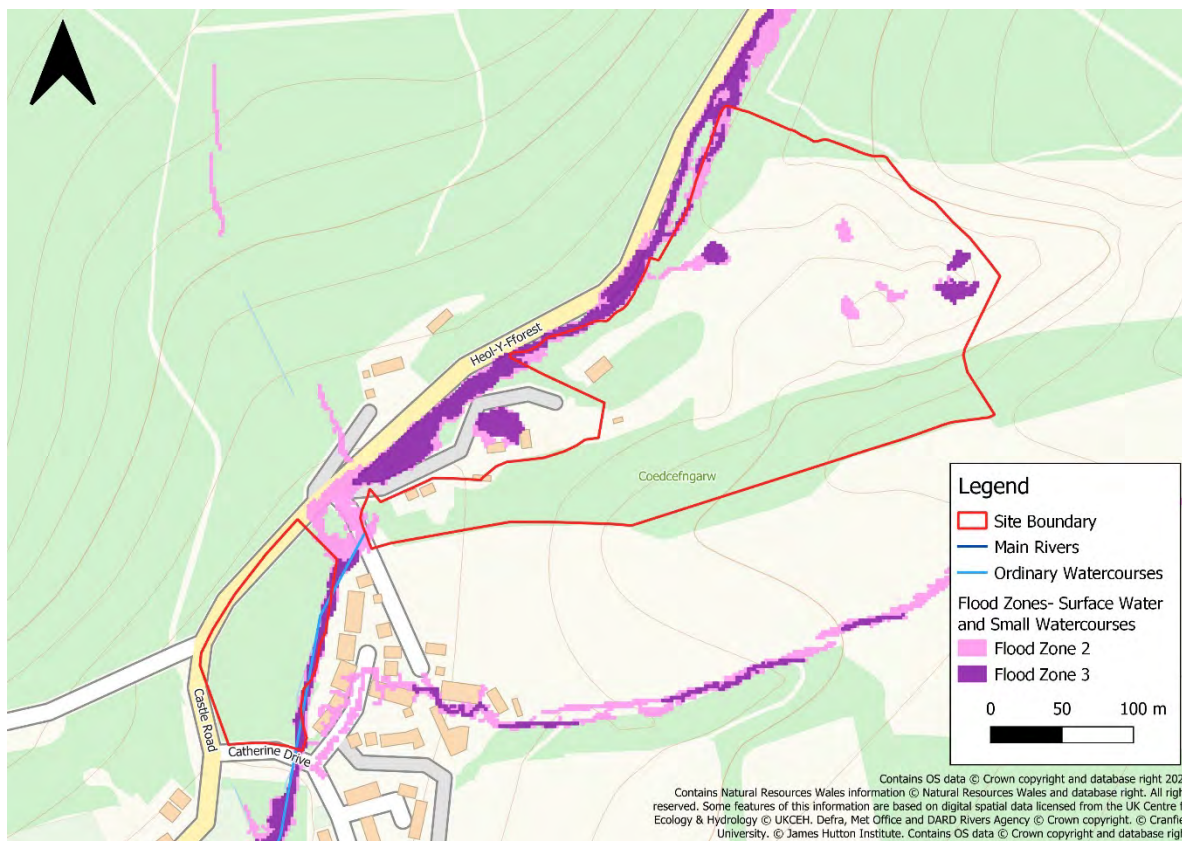 Heol-Y-Fforest
Coedcefngarw
Castle Road
Catherine Drive
Legend
Site Boundary
Main Rivers
Ordinary Watercourses
Flood Zones- Surface Water
and Small Watercourses
Flood Zone 2
Flood Zone 3
0 50 100 m
Contains OS data © Crown copyright and database right 202
Contains Natural Resources Wales information © Natural Resources Wales and database right. All righ
reserved. Some features of this information are based on digital spatial data licensed from the UK Centre f
Ecology & Hydrology © UKCEH. Defra, Met Office and DARD Rivers Agency © Crown copyright. © Cranfie
University. © James Hutton Institute. Contains OS data © Crown copyright and database righ